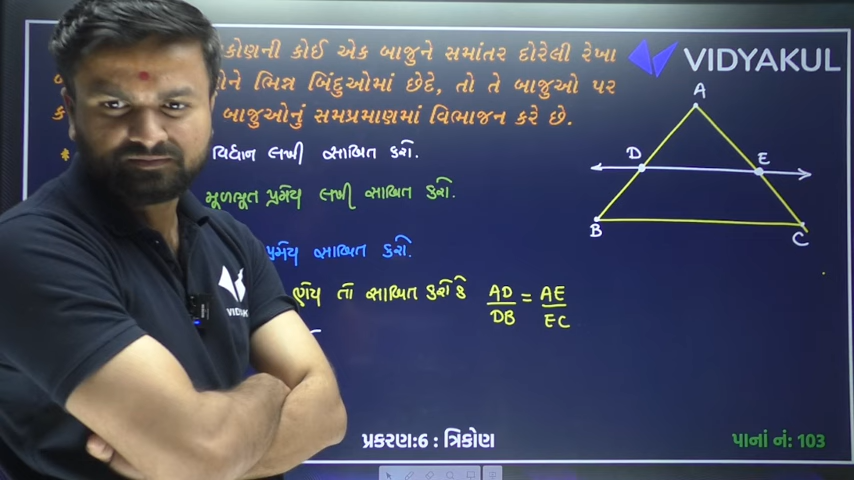 કોણની કોઈ એક બાજુને સમાંતર દોરેલી રેખા
VIDYAKUL
ને ભિન્ન બિંદુઓમાં છેદે, તો તે બાજુઓ પર
બાજુઓનું સમપ્રમાણમાં વિભાજન કરે છે.
A
* વિધાન લખી સાબિત કરો.
D E
મૂળભૂત પ્રમેય લખી સાબિત કરો.
B C
પ્રમેય સાબિત કરો.
તો સાબિત કરો કે AD/DB = AE/EC
VIDYAK
પ્રકરણ:6 : ત્રિકોણ
પાનાં નં: 103